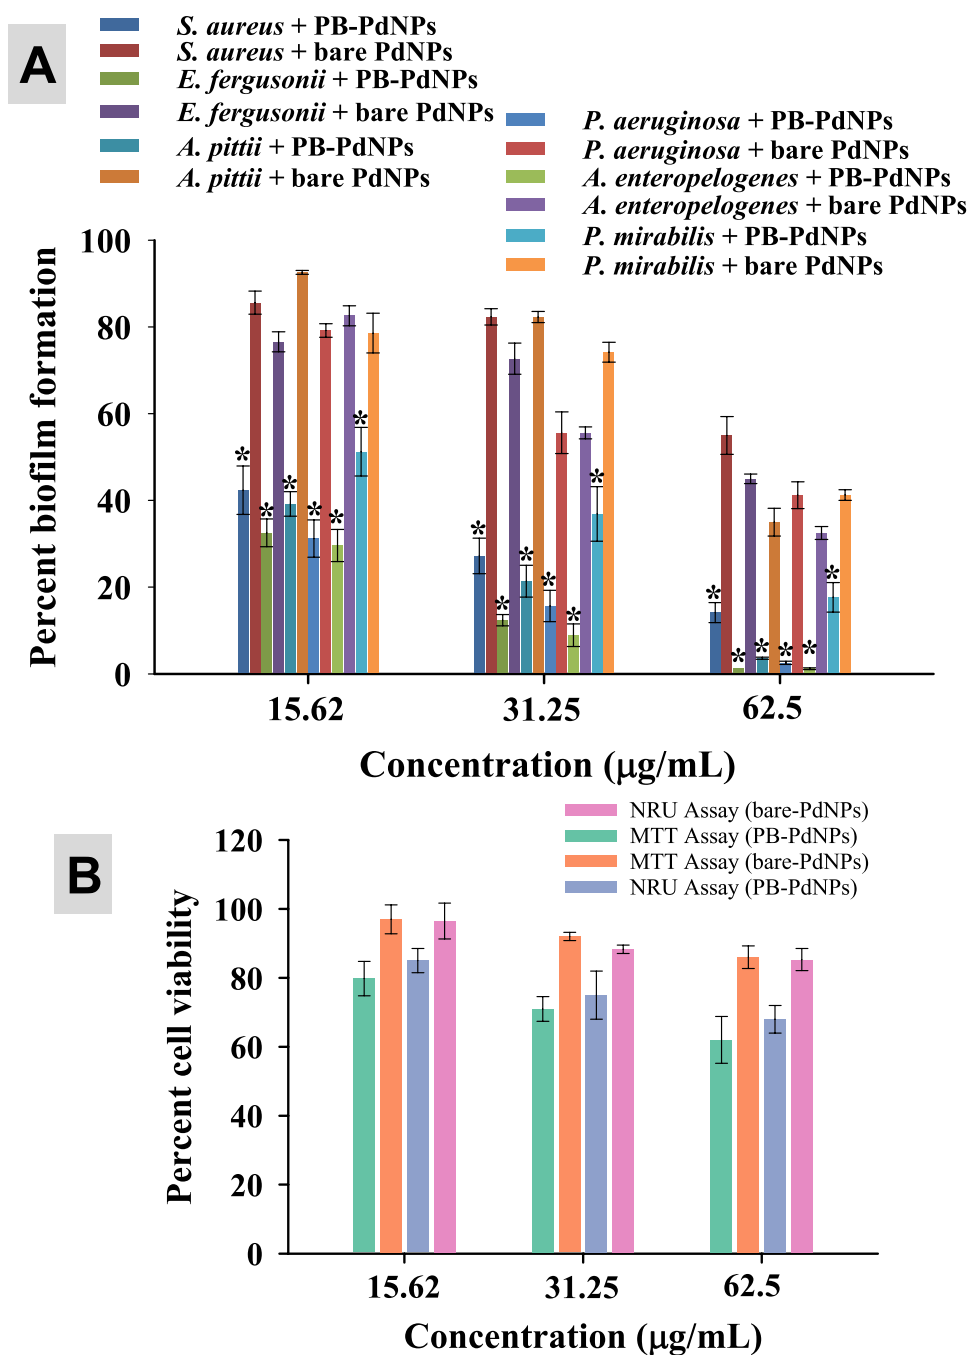 A
S. aureus + PB-PdNPs
S. aureus + bare PdNPs
E. fergusonii + PB-PdNPs
E. fergusonii + bare PdNPs
A. pittii + PB-PdNPs
A. pittii + bare PdNPs
P. aeruginosa + PB-PdNPs
P. aeruginosa + bare PdNPs
A. enteropelogenes + PB-PdNPs
A. enteropelogenes + bare PdNPs
P. mirabilis + PB-PdNPs
P. mirabilis + bare PdNPs
Percent biofilm formation
100
80
60
40
20
0
* * * * * *
* * * * * *
* * * * * *
15.62 31.25 62.5
Concentration (μg/mL)
B
NRU Assay (bare-PdNPs)
MTT Assay (PB-PdNPs)
MTT Assay (bare-PdNPs)
NRU Assay (PB-PdNPs)
Percent cell viability
120
100
80
60
40
20
0
15.62 31.25 62.5
Concentration (μg/mL)